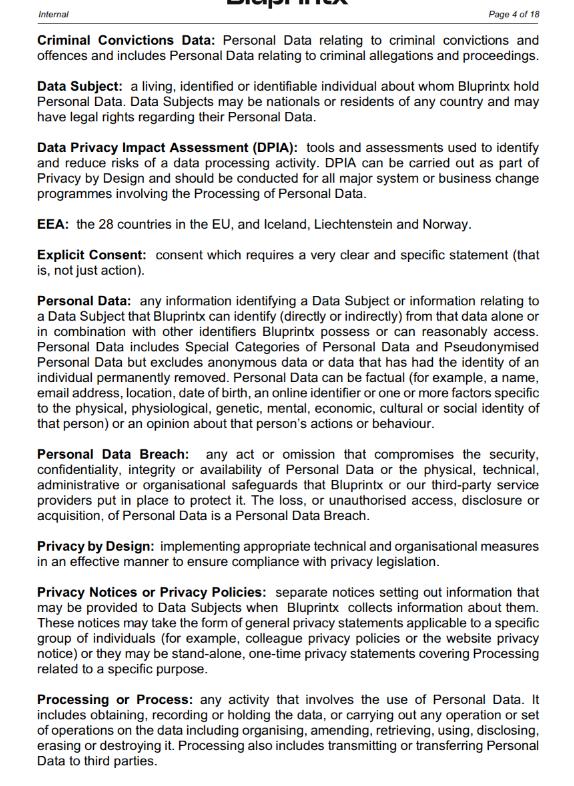 Bluprintx
Internal
Page 4 of 18
Criminal Convictions Data: Personal Data relating to criminal convictions and
offences and includes Personal Data relating to criminal allegations and proceedings.
Data Subject: a living, identified or identifiable individual about whom Bluprintx hold
Personal Data. Data Subjects may be nationals or residents of any country and may
have legal rights regarding their Personal Data.
Data Privacy Impact Assessment (DPIA): tools and assessments used to identify
and reduce risks of a data processing activity. DPIA can be carried out as part of
Privacy by Design and should be conducted for all major system or business change
programmes involving the Processing of Personal Data.
EEA: the 28 countries in the EU, and Iceland, Liechtenstein and Norway.
Explicit Consent: consent which requires a very clear and specific statement (that
is, not just action).
Personal Data: any information identifying a Data Subject or information relating to
a Data Subject that Bluprintx can identify (directly or indirectly) from that data alone or
in combination with other identifiers Bluprintx possess or can reasonably access.
Personal Data includes Special Categories of Personal Data and Pseudonymised
Personal Data but excludes anonymous data or data that has had the identity of an
individual permanently removed. Personal Data can be factual (for example, a name,
email address, location, date of birth, an online identifier or one or more factors specific
to the physical, physiological, genetic, mental, economic, cultural or social identity of
that person) or an opinion about that person's actions or behaviour.
Personal Data Breach: any act or omission that compromises the security,
confidentiality, integrity or availability of Personal Data or the physical, technical,
administrative or organisational safeguards that Bluprintx or our third-party service
providers put in place to protect it. The loss, or unauthorised access, disclosure or
acquisition, of Personal Data is a Personal Data Breach.
Privacy by Design: implementing appropriate technical and organisational measures
in an effective manner to ensure compliance with privacy legislation.
Privacy Notices or Privacy Policies: separate notices setting out information that
may be provided to Data Subjects when Bluprintx collects information about them.
These notices may take the form of general privacy statements applicable to a specific
group of individuals (for example, colleague privacy policies or the website privacy
notice) or they may be stand-alone, one-time privacy statements covering Processing
related to a specific purpose.
Processing or Process: any activity that involves the use of Personal Data. It
includes obtaining, recording or holding the data, or carrying out any operation or set
of operations on the data including organising, amending, retrieving, using, disclosing,
erasing or destroying it. Processing also includes transmitting or transferring Personal
Data to third parties.